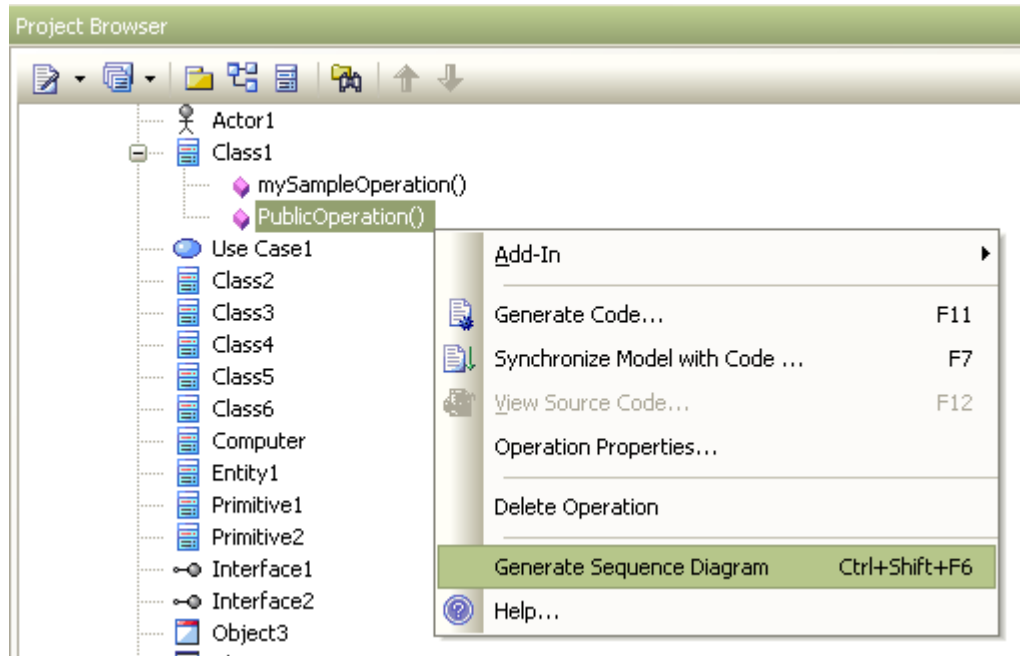 Project Browser
Actor1
Class1
mySampleOperation()
PublicOperation()
Use Case1
Class2
Class3
Class4
Class5
Class6
Computer
Entity1
Primitive1
Primitive2
Interface1
Interface2
Object3
Add-In
Generate Code... F11
Synchronize Model with Code ... F7
View Source Code... F12
Operation Properties...
Delete Operation
Generate Sequence Diagram Ctrl+Shift+F6
Help...